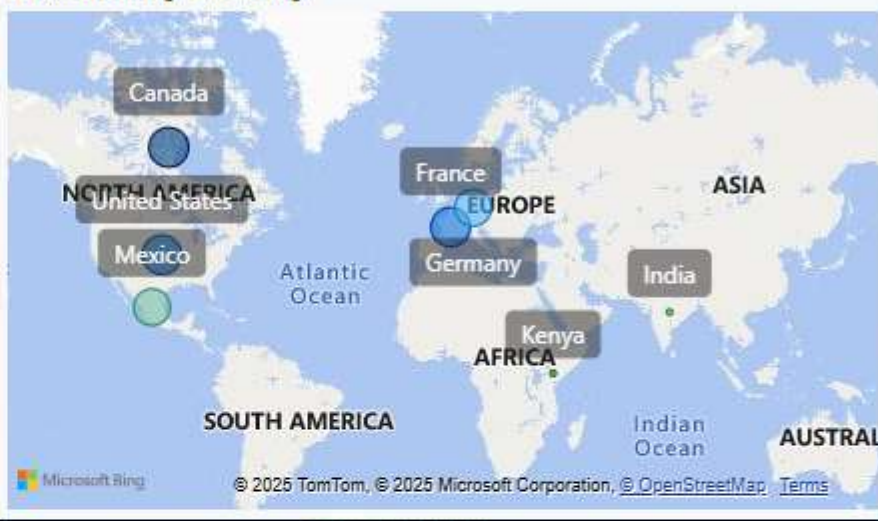 Canada
NORTH AMERICA
United States
Mexico
France
EUROPE
Germany
ASIA
Atlantic
Ocean
India
Kenya
AFRICA
SOUTH AMERICA
Indian
Ocean
AUSTRAL
Microsoft Bing
© 2025 TomTom, © 2025 Microsoft Corporation, © OpenStreetMap Terms